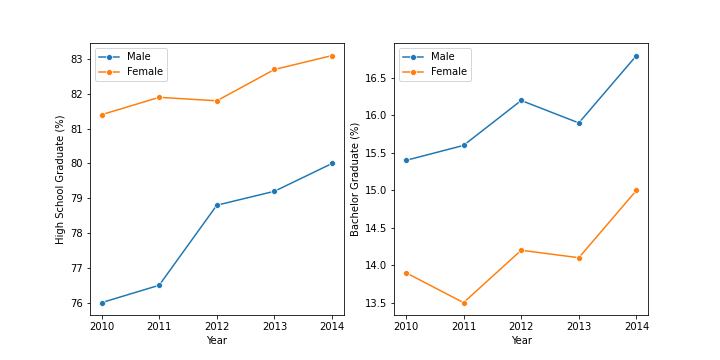 Male
Female
83
82
81
80
79
78
77
76
High School Graduate (%)
2010 2011 2012 2013 2014
Year
Male
Female
16.5
16.0
15.5
15.0
14.5
14.0
13.5
Bachelor Graduate (%)
2010 2011 2012 2013 2014
Year